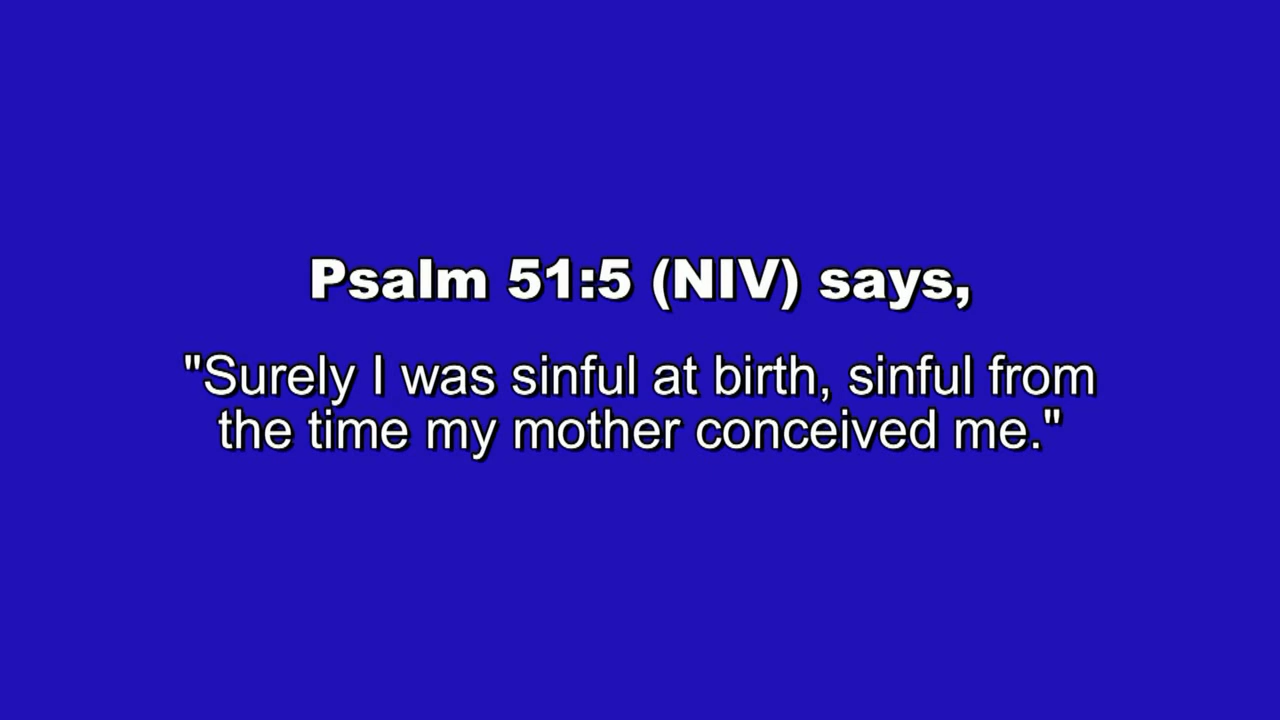 Psalm 51:5 (NIV) says,
"Surely I was sinful at birth, sinful from
the time my mother conceived me."